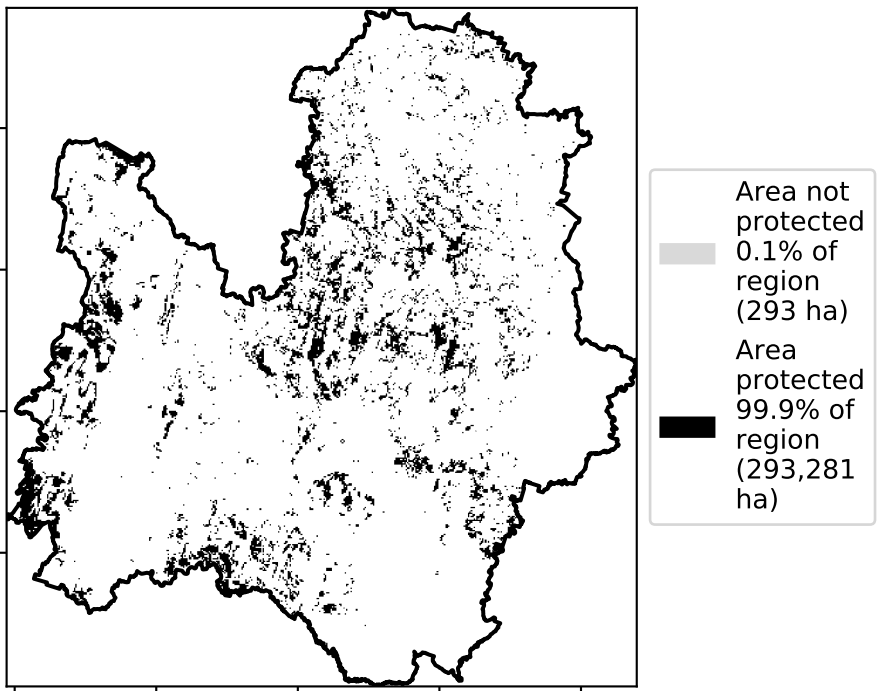 Area not
protected
0.1% of
region
(293 ha)
Area
protected
99.9% of
region
(293,281
ha)